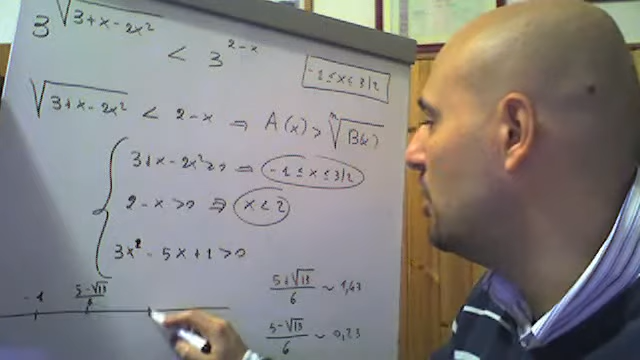 3^√(3+x-2x²) < 3^(2-x)
-1≤x≤3/2
√(3+x-2x²) < 2-x ⇒ A(x) > ⁿ√B(x)
3+x-2x²≥0 ⇒ -1≤x≤3/2
2-x>0 ⇒ x<2
3x²-5x+1>0
(5+√13)/6 ~ 1,43
-1 (5-√13)/6
(5-√13)/6 ~ 0,23